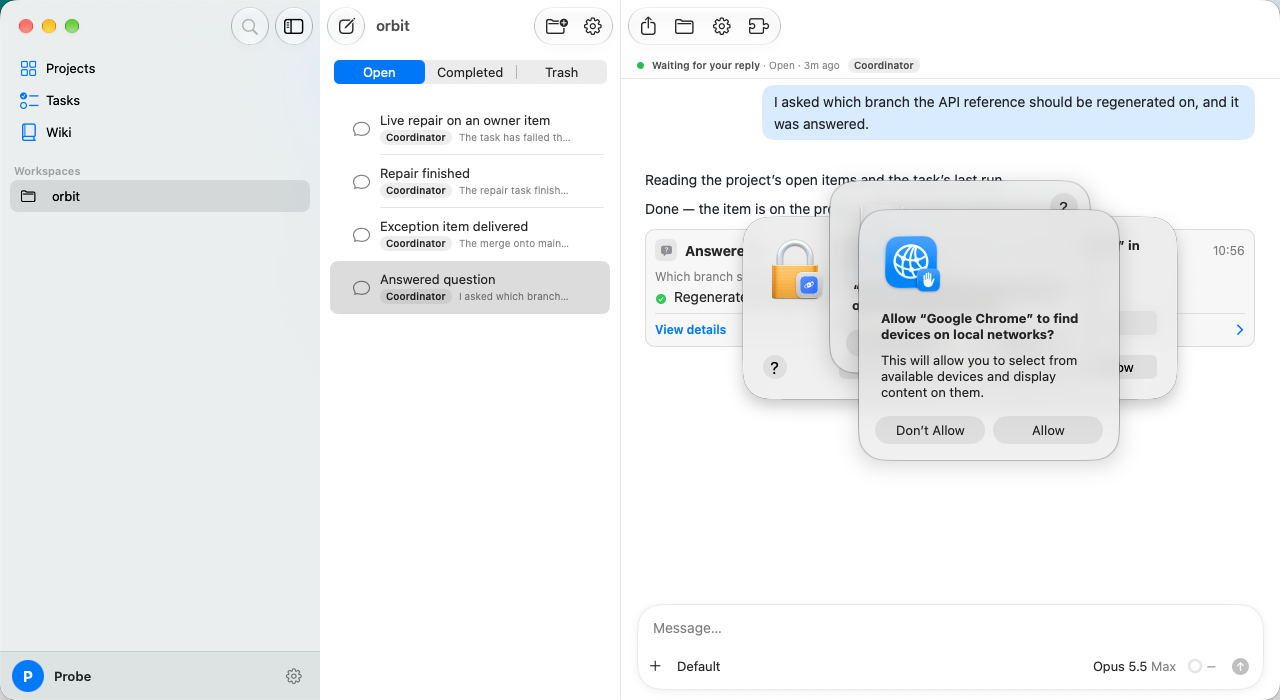 Projects
Tasks
Wiki
Workspaces
orbit
P
Probe
orbit
Open
Completed
Trash
Live repair on an owner item
Coordinator The task has failed th…
Repair finished
Coordinator The repair task finish…
Exception item delivered
Coordinator The merge onto main…
Answered question
Coordinator I asked which branch…
Waiting for your reply · Open · 3m ago Coordinator
I asked which branch the API reference should be regenerated on, and it
was answered.
Reading the project's open items and the task's last run
Done — the item is on the
10:56
Which branch
View details
?
?
” in
Allow “Google Chrome” to find
devices on local networks?
This will allow you to select from
available devices and display
content on them.
Don't Allow
Allow
Message…
+ Default
Opus 5.5 Max